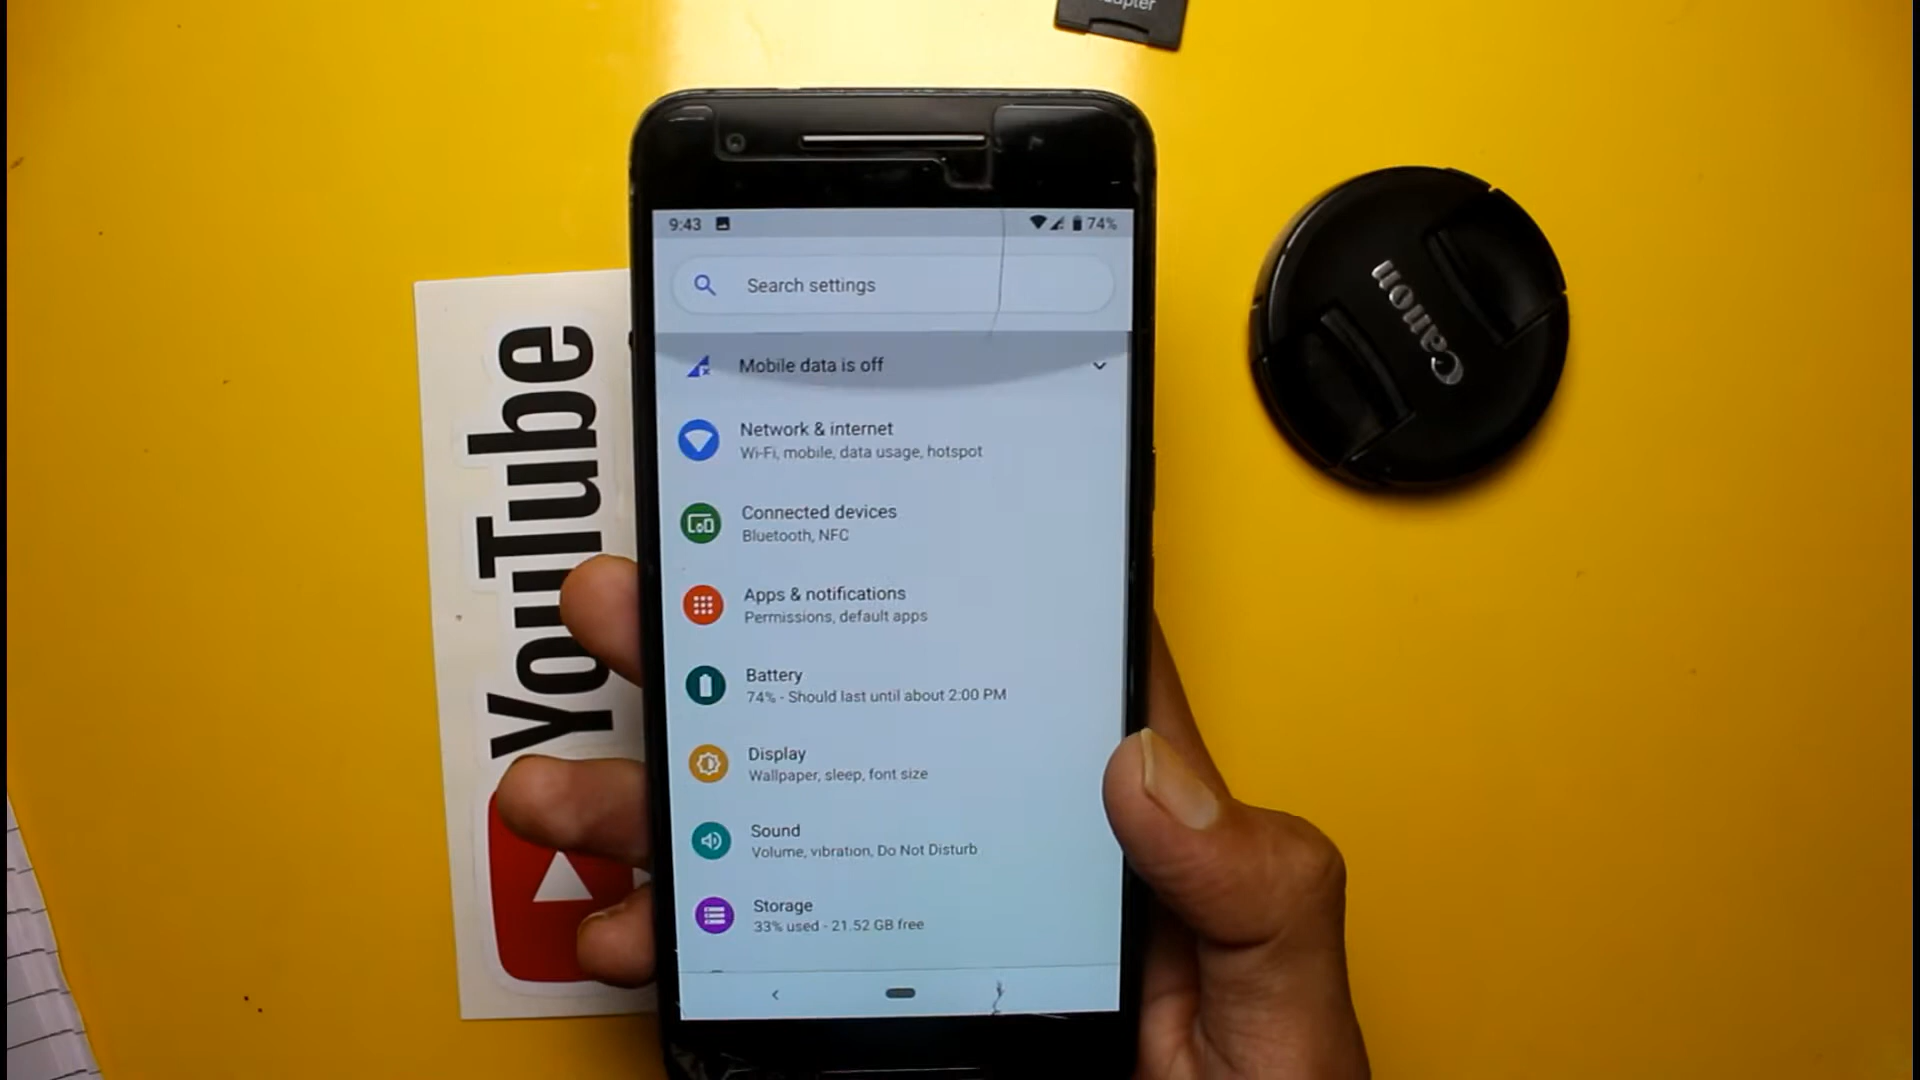 9:43
74%
Search settings
Mobile data is off
Network & internet
Wi-Fi, mobile, data usage, hotspot
Connected devices
Bluetooth, NFC
Apps & notifications
Permissions, default apps
Battery
74% - Should last until about 2:00 PM
Display
Wallpaper, sleep, font size
Sound
Volume, vibration, Do Not Disturb
Storage
33% used - 21.52 GB free
YouTube
Canon